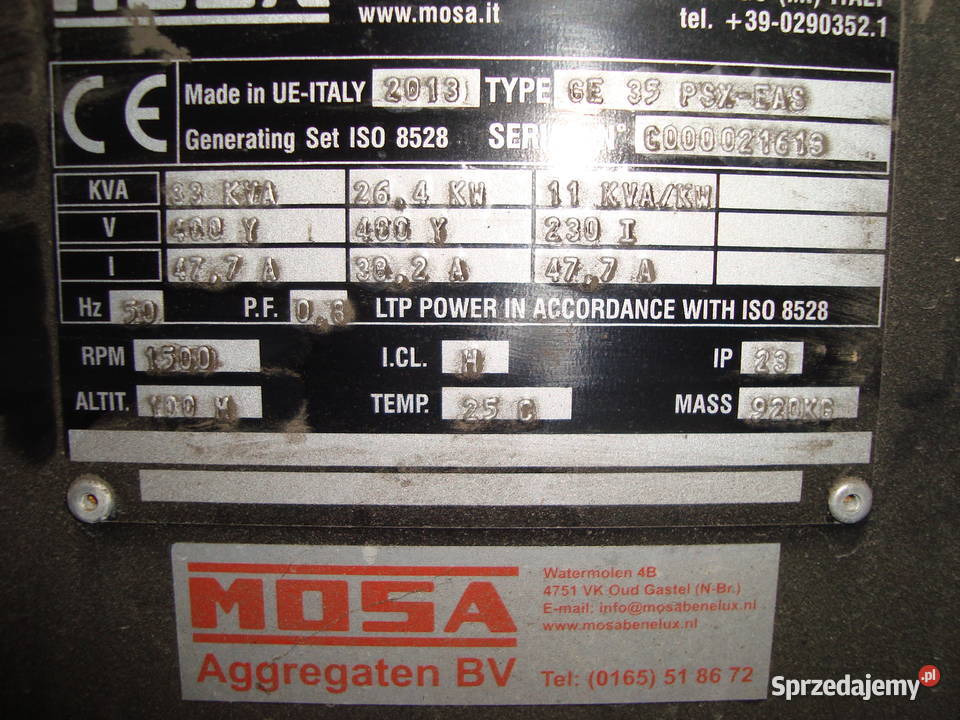 www.mosa.it
tel. +39-0290352.1
CE
Made in UE-ITALY 2013 TYPE GE 35 PSX-EAS
Generating Set ISO 8528 C000021613
KVA 33 KVA 26,4 KW 11 KVA/KW
V 400 Y 400 Y 230 I
I 47,7 A 38,2 A 47,7 A
Hz 50 P.F. 0,8 LTP POWER IN ACCORDANCE WITH ISO 8528
RPM 1500 I.CL. H IP 23
ALTIT. 100 M TEMP. 25 C MASS 920KG
MOSA
Aggregaten BV
Watermolen 4B
4751 VK Oud Gastel (N-Br.)
E-mail: info@mosabenelux.nl
www.mosabenelux.nl
Tel: (0165) 51 86 72
Sprzedajemy.pl